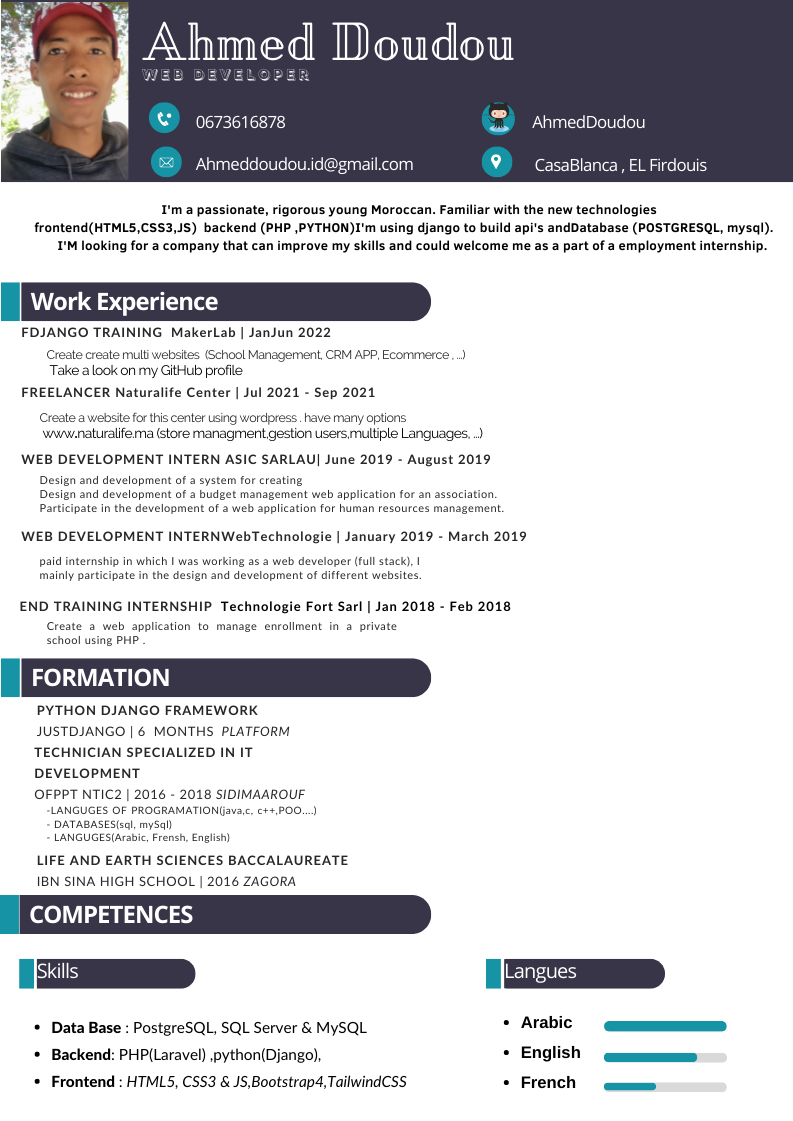 Ahmed Doudou
WEB DEVELOPER
0673616878
AhmedDoudou
Ahmeddoudou.id@gmail.com
CasaBlanca , EL Firdouis
I'm a passionate, rigorous young Moroccan. Familiar with the new technologies
frontend(HTML5,CSS3,JS) backend (PHP ,PYTHON)I'm using django to build api's andDatabase (POSTGRESQL, mysql).
I'M looking for a company that can improve my skills and could welcome me as a part of a employment internship.
Work Experience
FDJANGO TRAINING MakerLab | JanJun 2022
Create create multi websites (School Management, CRM APP, Ecommerce , ...)
Take a look on my GitHub profile
FREELANCER Naturalife Center | Jul 2021 - Sep 2021
Create a website for this center using wordpress . have many options
www.naturalife.ma (store managment,gestion users,multiple Languages, ...)
WEB DEVELOPMENT INTERN ASIC SARLAU| June 2019 - August 2019
Design and development of a system for creating
Design and development of a budget management web application for an association.
Participate in the development of a web application for human resources management.
WEB DEVELOPMENT INTERNWebTechnologie | January 2019 - March 2019
paid internship in which I was working as a web developer (full stack), I
mainly participate in the design and development of different websites.
END TRAINING INTERNSHIP Technologie Fort Sarl | Jan 2018 - Feb 2018
Create a web application to manage enrollment in a private
school using PHP .
FORMATION
PYTHON DJANGO FRAMEWORK
JUSTDJANGO | 6 MONTHS PLATFORM
TECHNICIAN SPECIALIZED IN IT
DEVELOPMENT
OFPPT NTIC2 | 2016 - 2018 SIDIMAAROUF
-LANGUGES OF PROGRAMATION(java,c, c++,POO....)
- DATABASES(sql, mySql)
- LANGUGES(Arabic, Frensh, English)
LIFE AND EARTH SCIENCES BACCALAUREATE
IBN SINA HIGH SCHOOL | 2016 ZAGORA
COMPETENCES
Skills
• Data Base : PostgreSQL, SQL Server & MySQL
• Backend: PHP(Laravel) ,python(Django),
• Frontend : HTML5, CSS3 & JS,Bootstrap4,TailwindCSS
Langues
• Arabic
• English
• French